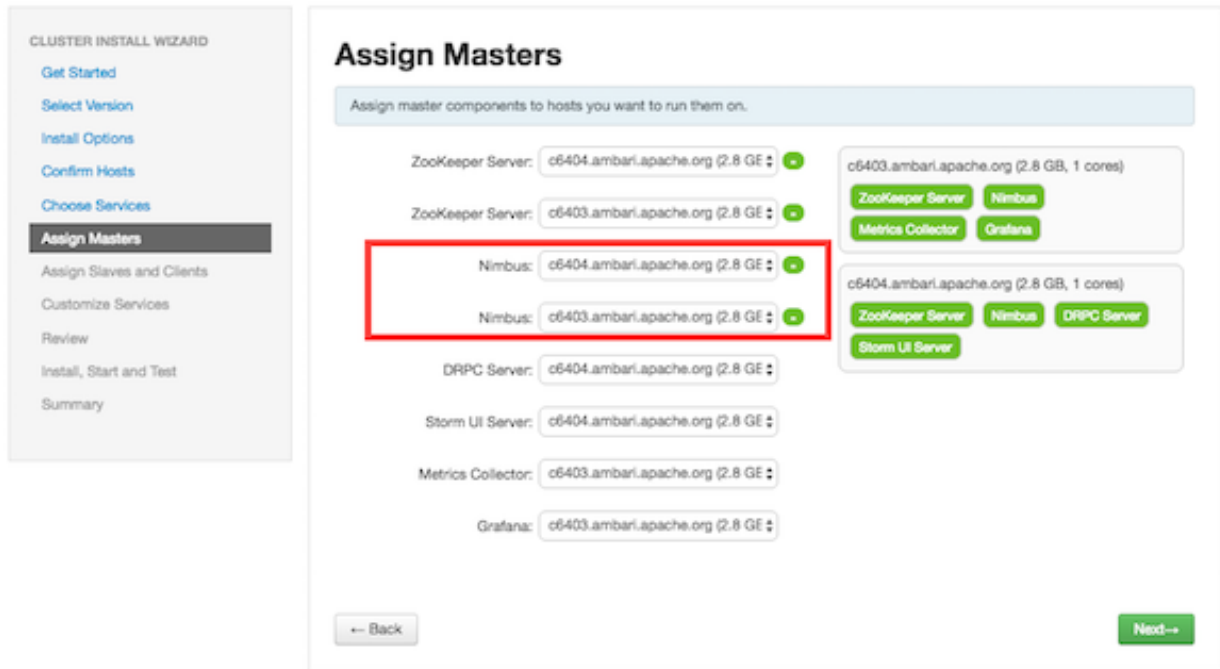 CLUSTER INSTALL WIZARD
Get Started
Select Version
Install Options
Confirm Hosts
Choose Services
Assign Masters
Assign Slaves and Clients
Customize Services
Review
Install, Start and Test
Summary
Assign Masters
Assign master components to hosts you want to run them on.
ZooKeeper Server: c6404.ambari.apache.org (2.8 GE
ZooKeeper Server: c6403.ambari.apache.org (2.8 GE
Nimbus: c6404.ambari.apache.org (2.8 GE
Nimbus: c6403.ambari.apache.org (2.8 GE
DRPC Server: c6404.ambari.apache.org (2.8 GE
Storm UI Server: c6404.ambari.apache.org (2.8 GE
Metrics Collector: c6403.ambari.apache.org (2.8 GE
Grafana: c6403.ambari.apache.org (2.8 GE
c6403.ambari.apache.org (2.8 GB, 1 cores)
ZooKeeper Server Nimbus
Metrics Collector Grafana
c6404.ambari.apache.org (2.8 GB, 1 cores)
ZooKeeper Server Nimbus DRPC Server
Storm UI Server
← Back
Next→